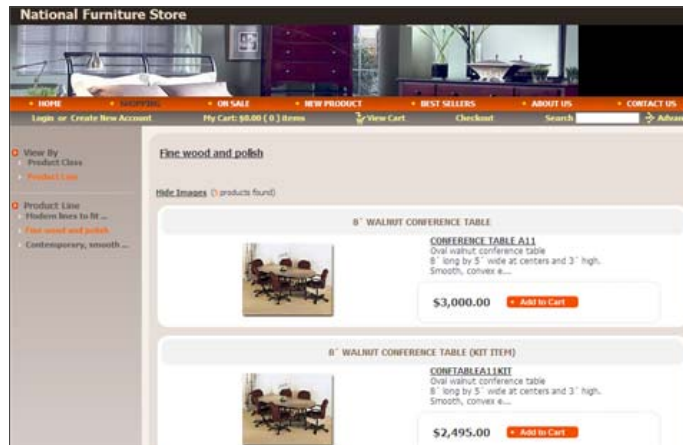 National Furniture Store
HOME SHOPPING ON SALE NEW PRODUCT BEST SELLERS ABOUT US CONTACT US
Login or Create New Account My Cart: $0.00 ( 0 ) items View Cart Checkout Search
View By
Product Class
Product Line
Product Line
Modern lines to fit ...
Fine wood and polish
Contemporary, smooth ...
Fine wood and polish
Hide Images products found)
8` WALNUT CONFERENCE TABLE
CONFERENCE TABLE A11
Oval walnut conference table
8` long by 5` wide at centers and 3` high.
Smooth, convex e...
$3,000.00 Add to Cart
8` WALNUT CONFERENCE TABLE (KIT ITEM)
CONFTABLEA11KIT
Oval walnut conference table
8` long by 5` wide at centers and 3` high.
Smooth, convex e...
$2,495.00 Add to Cart